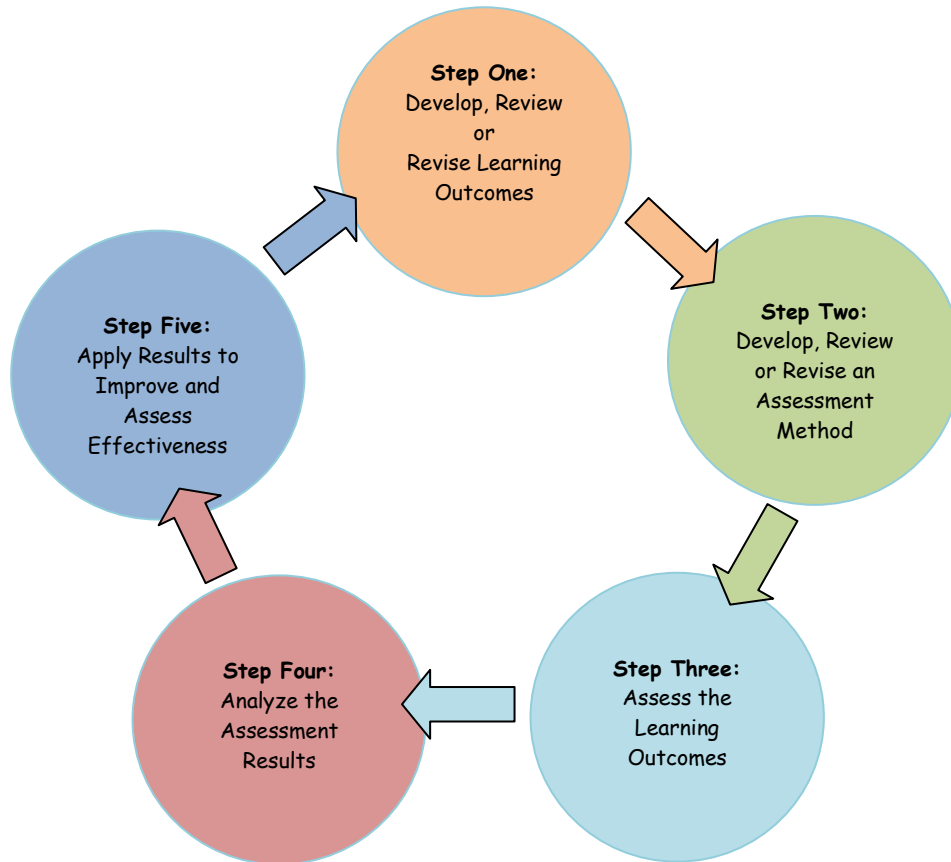 Step One:
Develop, Review
or
Revise Learning
Outcomes
Step Two:
Develop, Review
or Revise an
Assessment
Method
Step Three:
Assess the
Learning
Outcomes
Step Four:
Analyze the
Assessment
Results
Step Five:
Apply Results to
Improve and
Assess
Effectiveness